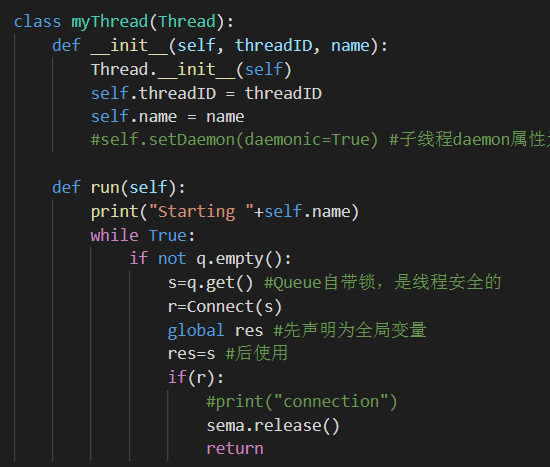 class myThread(Thread):
    def __init__(self, threadID, name):
        Thread.__init__(self)
        self.threadID = threadID
        self.name = name
        #self.setDaemon(daemonic=True) #子线程daemon属性
    def run(self):
        print("Starting "+self.name)
        while True:
            if not q.empty():
                s=q.get() #Queue自带锁，是线程安全的
                r=Connect(s)
                global res #先声明为全局变量
                res=s #后使用
                if(r):
                    #print("connection")
                    sema.release()
                    return